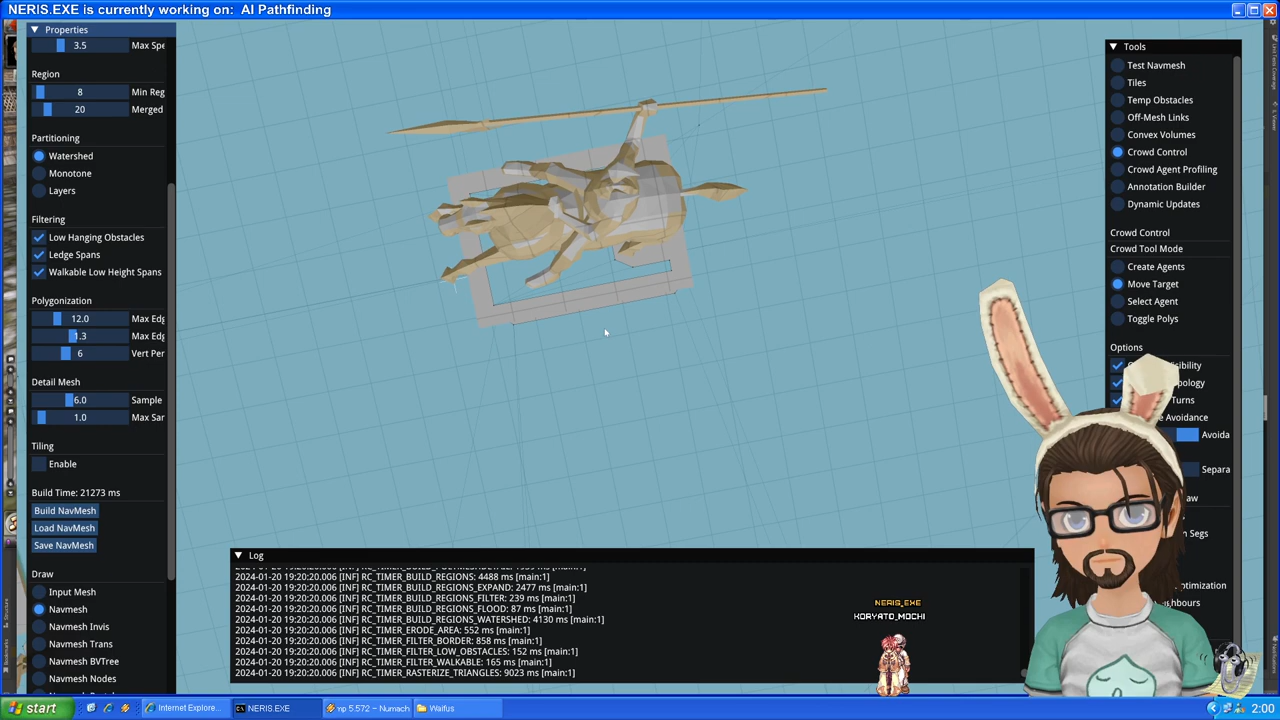 NERIS.EXE is currently working on: AI Pathfinding
Properties
3.5 Max Spe
Region
8 Min Reg
20 Merged
Partitioning
Watershed
Monotone
Layers
Filtering
Low Hanging Obstacles
Ledge Spans
Walkable Low Height Spans
Polygonization
12.0 Max Edg
1.3 Max Edg
6 Vert Per
Detail Mesh
6.0 Sample
1.0 Max Sar
Tiling
Enable
Build Time: 21273 ms
Build NavMesh
Load NavMesh
Save NavMesh
Draw
Input Mesh
Navmesh
Navmesh Invis
Navmesh Trans
Navmesh BVTree
Navmesh Nodes
Tools
Test Navmesh
Tiles
Temp Obstacles
Off-Mesh Links
Convex Volumes
Crowd Control
Crowd Agent Profiling
Annotation Builder
Dynamic Updates
Crowd Control
Crowd Tool Mode
Create Agents
Move Target
Select Agent
Toggle Polys
Options
ibility
pology
Turns
e Avoidance
Avoida
Separa
aw
n Segs
timization
hbours
Log
2024-01-20 19:20:20.006 [INF] RC_TIMER_BUILD_REGIONS: 4488 ms [main:1]
2024-01-20 19:20:20.006 [INF] RC_TIMER_BUILD_REGIONS_EXPAND: 2477 ms [main:1]
2024-01-20 19:20:20.006 [INF] RC_TIMER_BUILD_REGIONS_FILTER: 239 ms [main:1]
2024-01-20 19:20:20.006 [INF] RC_TIMER_BUILD_REGIONS_FLOOD: 87 ms [main:1]
2024-01-20 19:20:20.006 [INF] RC_TIMER_BUILD_REGIONS_WATERSHED: 4130 ms [main:1]
2024-01-20 19:20:20.006 [INF] RC_TIMER_ERODE_AREA: 552 ms [main:1]
2024-01-20 19:20:20.006 [INF] RC_TIMER_FILTER_BORDER: 858 ms [main:1]
2024-01-20 19:20:20.006 [INF] RC_TIMER_FILTER_LOW_OBSTACLES: 152 ms [main:1]
2024-01-20 19:20:20.006 [INF] RC_TIMER_FILTER_WALKABLE: 165 ms [main:1]
2024-01-20 19:20:20.006 [INF] RC_TIMER_RASTERIZE_TRIANGLES: 9023 ms [main:1]
NERIS_EXE
KORYATO_MOCHI
start
Internet Explore...
NERIS.EXE
mp 5.572 – Numach
Waifus
2:00